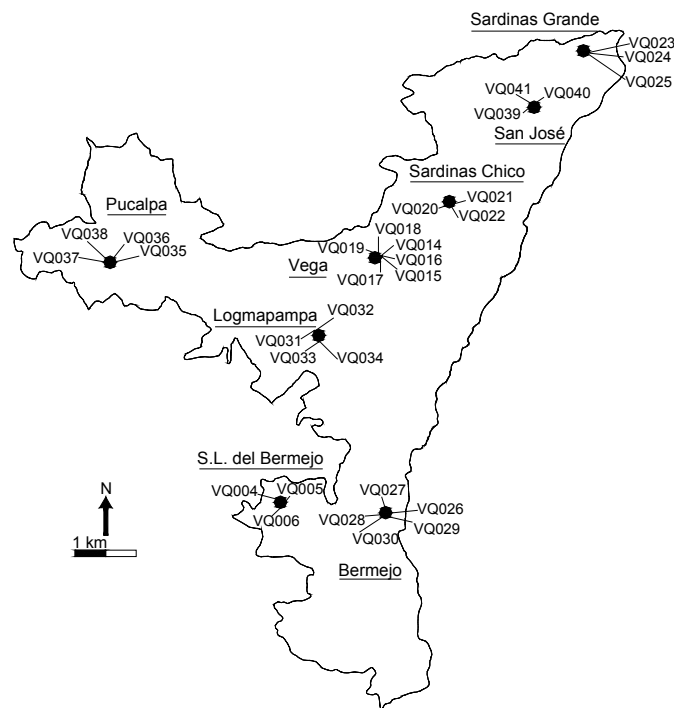 Sardinas Grande
VQ023
VQ024
VQ025
VQ041
VQ040
VQ039
San José
Sardinas Chico
VQ021
VQ020
VQ022
Pucalpa
VQ038
VQ036
VQ037
VQ035
VQ018
VQ019
VQ014
VQ016
Vega
VQ017
VQ015
Logmapampa
VQ032
VQ031
VQ033
VQ034
S.L. del Bermejo
VQ004
VQ005
VQ006
VQ027
VQ026
VQ028
VQ029
VQ030
Bermejo
N
1 km